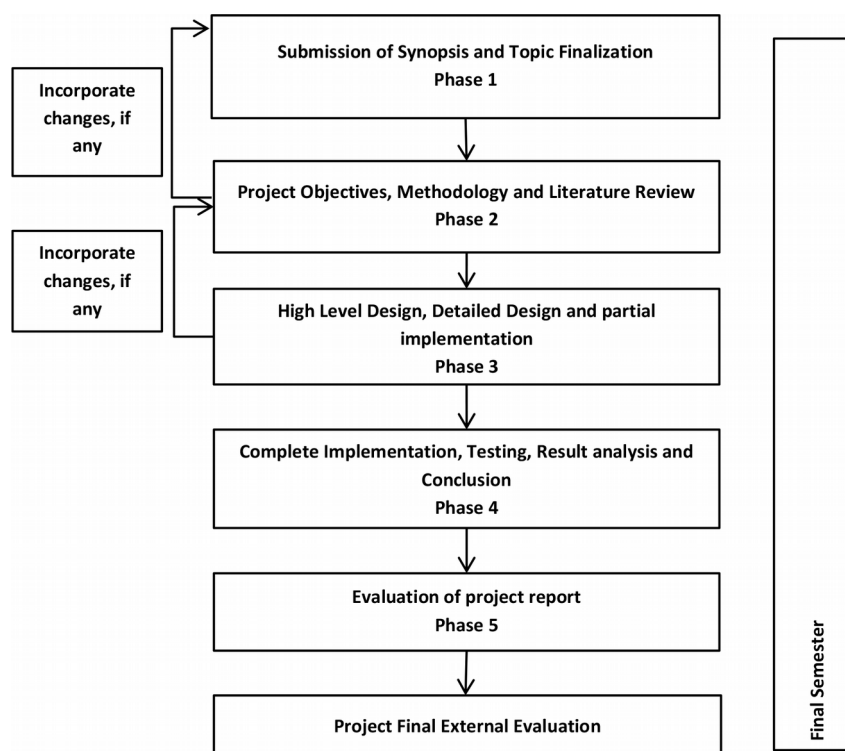 Submission of Synopsis and Topic Finalization
Phase 1
Incorporate
changes, if
any
Project Objectives, Methodology and Literature Review
Phase 2
Incorporate
changes, if
any
High Level Design, Detailed Design and partial
implementation
Phase 3
Complete Implementation, Testing, Result analysis and
Conclusion
Phase 4
Evaluation of project report
Phase 5
Project Final External Evaluation
Final Semester